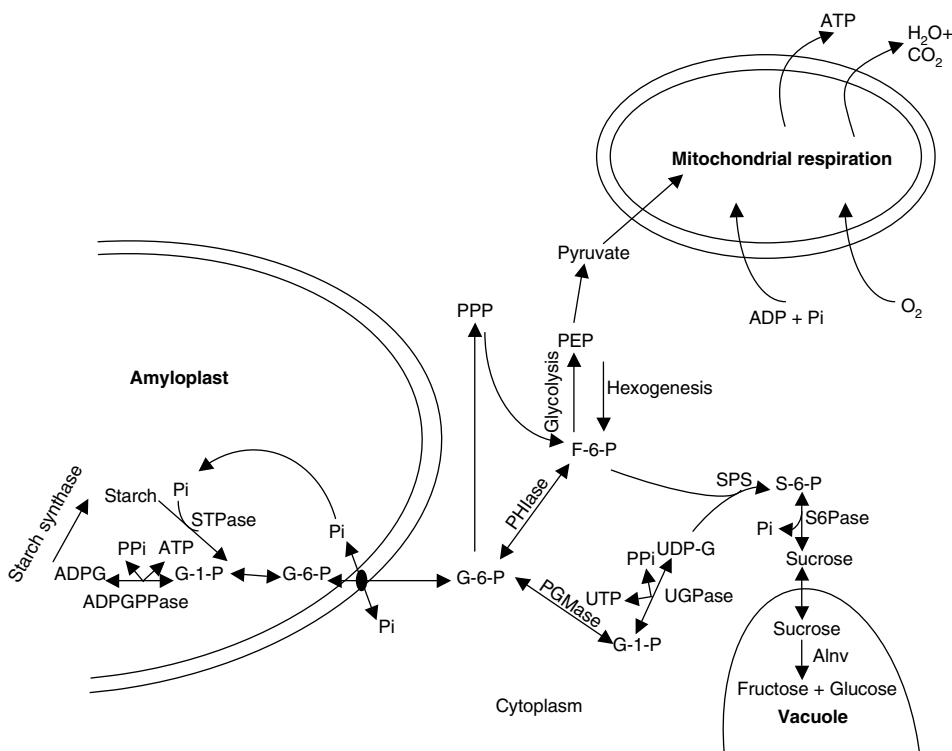 ATP
H2O+
CO2
Mitochondrial respiration
Pyruvate
ADP + Pi
O2
PPP
PEP
Glycolysis
Hexogenesis
F-6-P
Amyloplast
Starch synthase
Starch
Pi
STPase
PPi
ATP
ADPG
G-1-P
G-6-P
ADPGPPase
Pi
Pi
G-6-P
PHIase
PGMase
G-1-P
UTP
PPi
UDP-G
UGPase
SPS
S-6-P
Pi
S6Pase
Sucrose
Sucrose
AInv
Fructose + Glucose
Vacuole
Cytoplasm